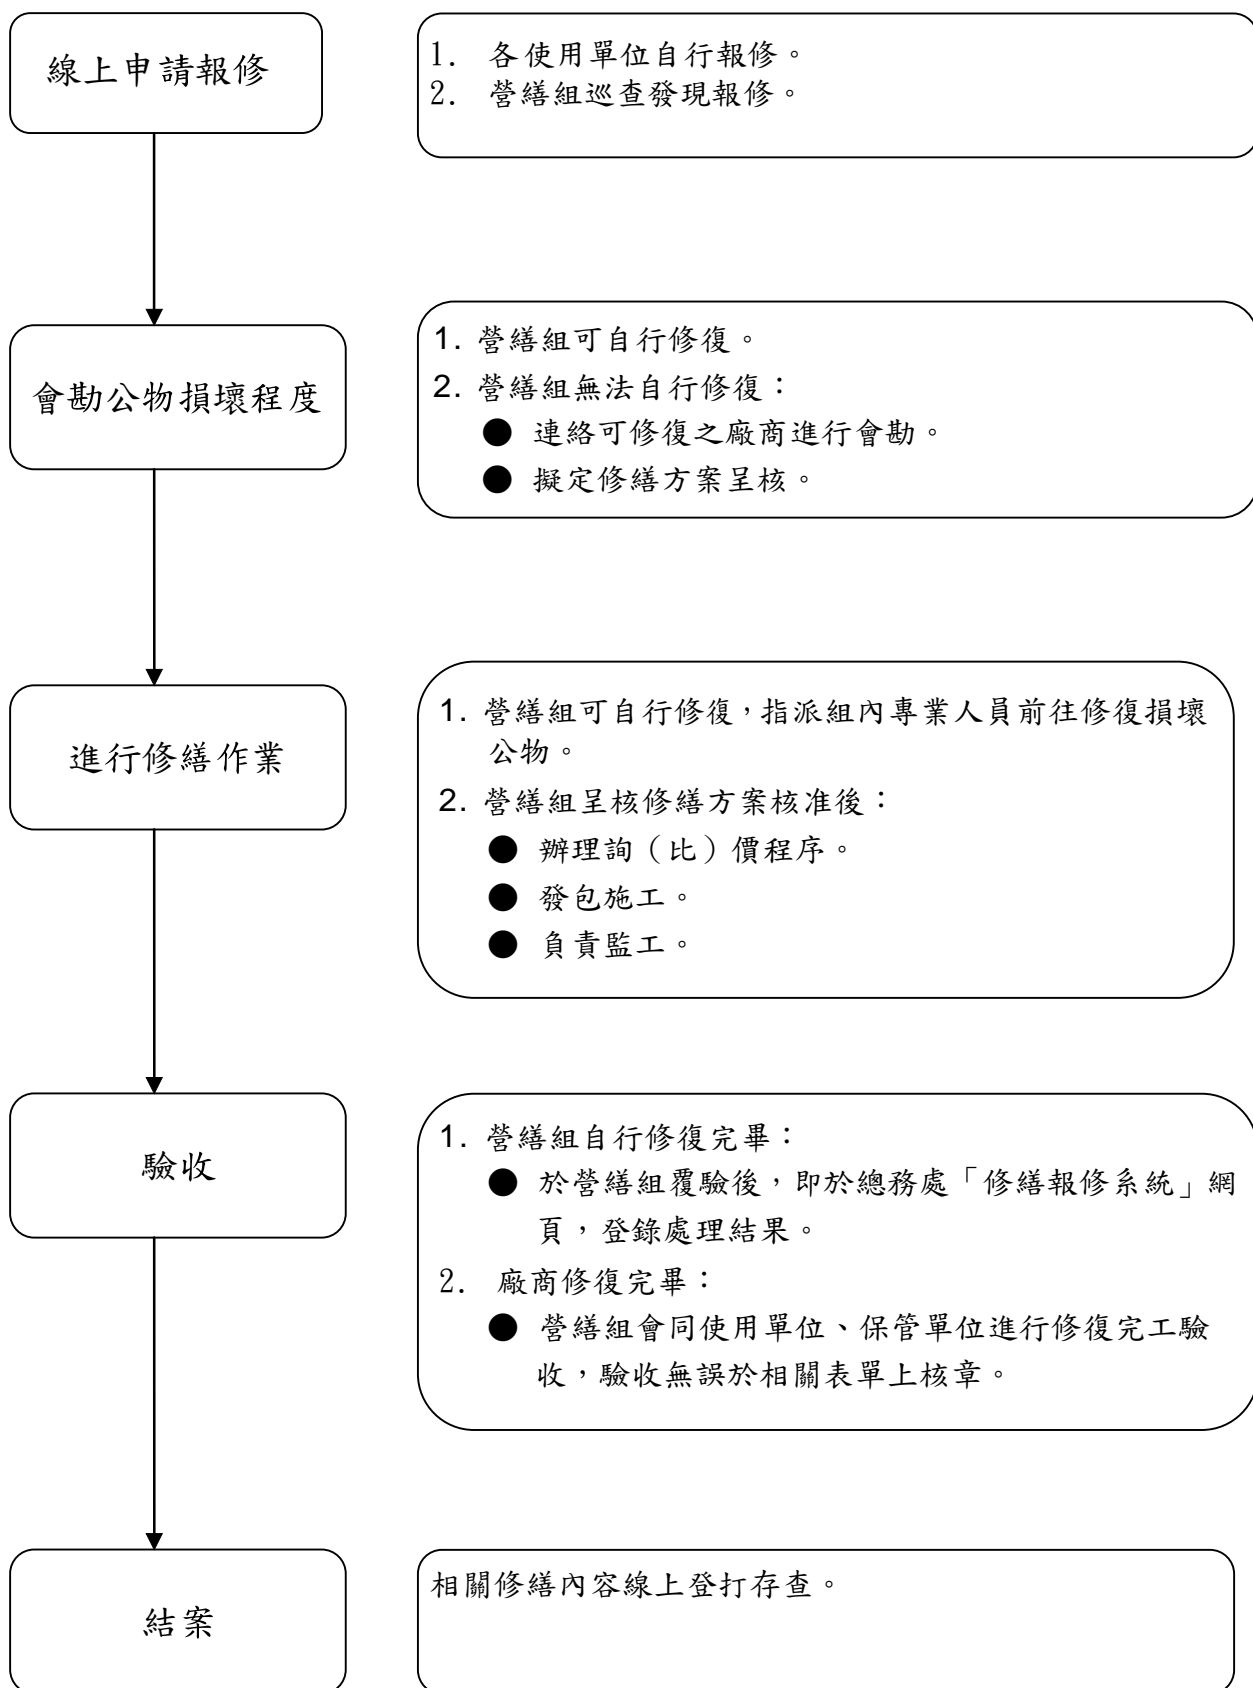 線上申請報修
1. 各使用單位自行報修。
2. 營繕組巡查發現報修。
會勘公物損壞程度
1. 營繕組可自行修復。
2. 營繕組無法自行修復：
● 連絡可修復之廠商進行會勘。
● 擬定修繕方案呈核。
進行修繕作業
1. 營繕組可自行修復，指派組內專業人員前往修復損壞
公物。
2. 營繕組呈核修繕方案核准後：
● 辦理詢（比）價程序。
● 發包施工。
● 負責監工。
驗收
1. 營繕組自行修復完畢：
● 於營繕組覆驗後，即於總務處「修繕報修系統」網
頁，登錄處理結果。
2. 廠商修復完畢：
● 營繕組會同使用單位、保管單位進行修復完工驗
收，驗收無誤於相關表單上核章。
結案
相關修繕內容線上登打存查。